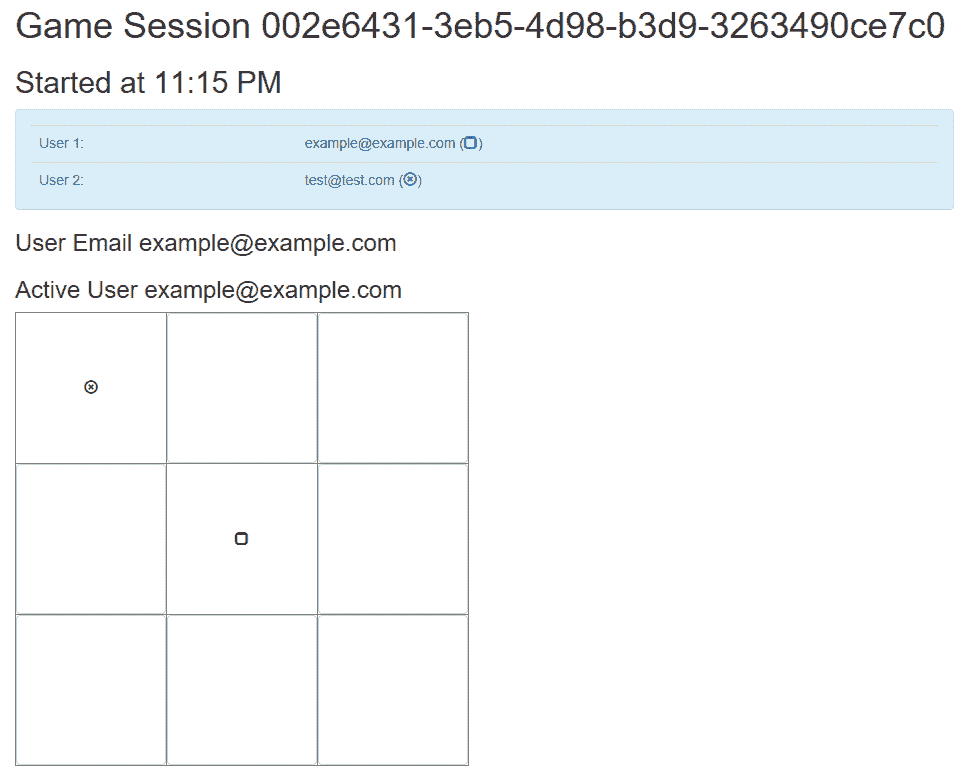 Game Session 002e6431-3eb5-4d98-b3d9-3263490ce7c0
Started at 11:15 PM
User 1: example@example.com (▢)
User 2: test@test.com (⊗)
User Email example@example.com
Active User example@example.com